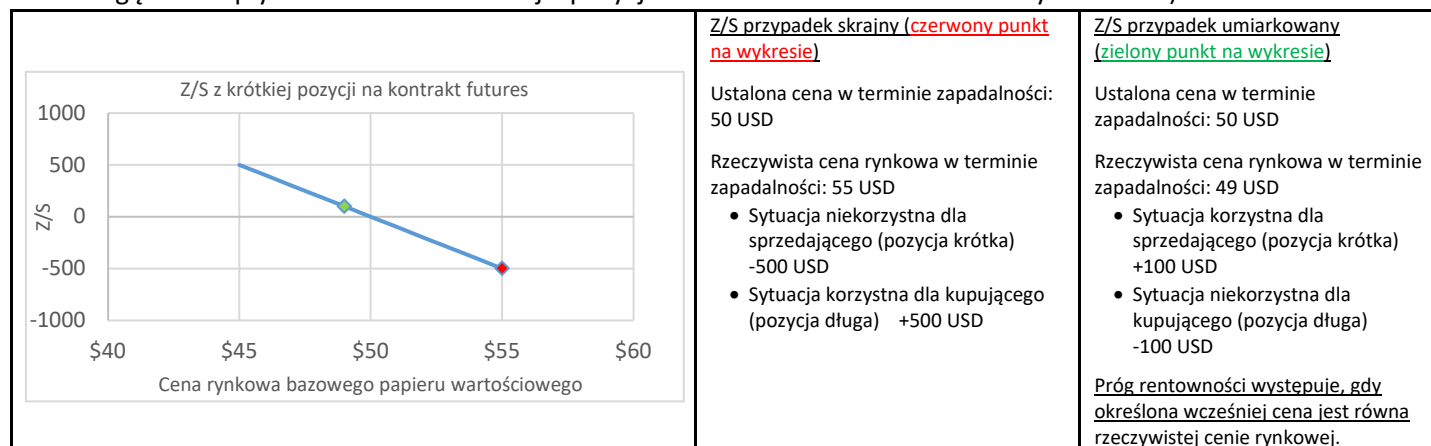 Z/S z krótkiej pozycji na kontrakt futures
1000
500
0
-500
-1000
Z/S
$40 $45 $50 $55 $60
Cena rynkowa bazowego papieru wartościowego
Z/S przypadek skrajny (czerwony punkt
na wykresie)
Ustalona cena w terminie zapadalności:
50 USD
Rzeczywista cena rynkowa w terminie
zapadalności: 55 USD
• Sytuacja niekorzystna dla
sprzedającego (pozycja krótka)
-500 USD
• Sytuacja korzystna dla kupującego
(pozycja długa) +500 USD
Z/S przypadek umiarkowany
(zielony punkt na wykresie)
Ustalona cena w terminie
zapadalności: 50 USD
Rzeczywista cena rynkowa w terminie
zapadalności: 49 USD
• Sytuacja korzystna dla
sprzedającego (pozycja krótka)
+100 USD
• Sytuacja niekorzystna dla
kupującego (pozycja długa)
-100 USD
Próg rentowności występuje, gdy
określona wcześniej cena jest równa
rzeczywistej cenie rynkowej.